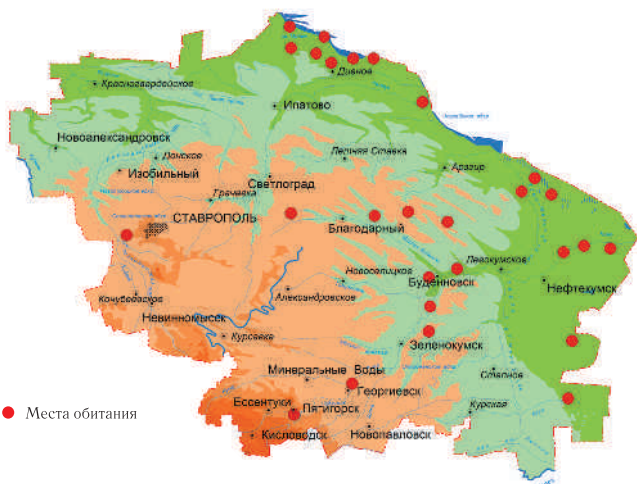 Дивное
Красногвардейское
Ипатово
Новоалександровск
Донское
Летняя Ставка
Арзгир
Изобильный
Светлоград
Грачевка
СТАВРОПОЛЬ
Благодарный
Левокумское
Новоселицкое
Буденновск
Нефтекумск
Кочубеевское
Александровское
Невинномысск
Курсавка
Зеленокумск
Минеральные Воды
Степное
Георгиевск
Ессентуки
Пятигорск
Курская
Места обитания
Кисловодск
Новопавловск